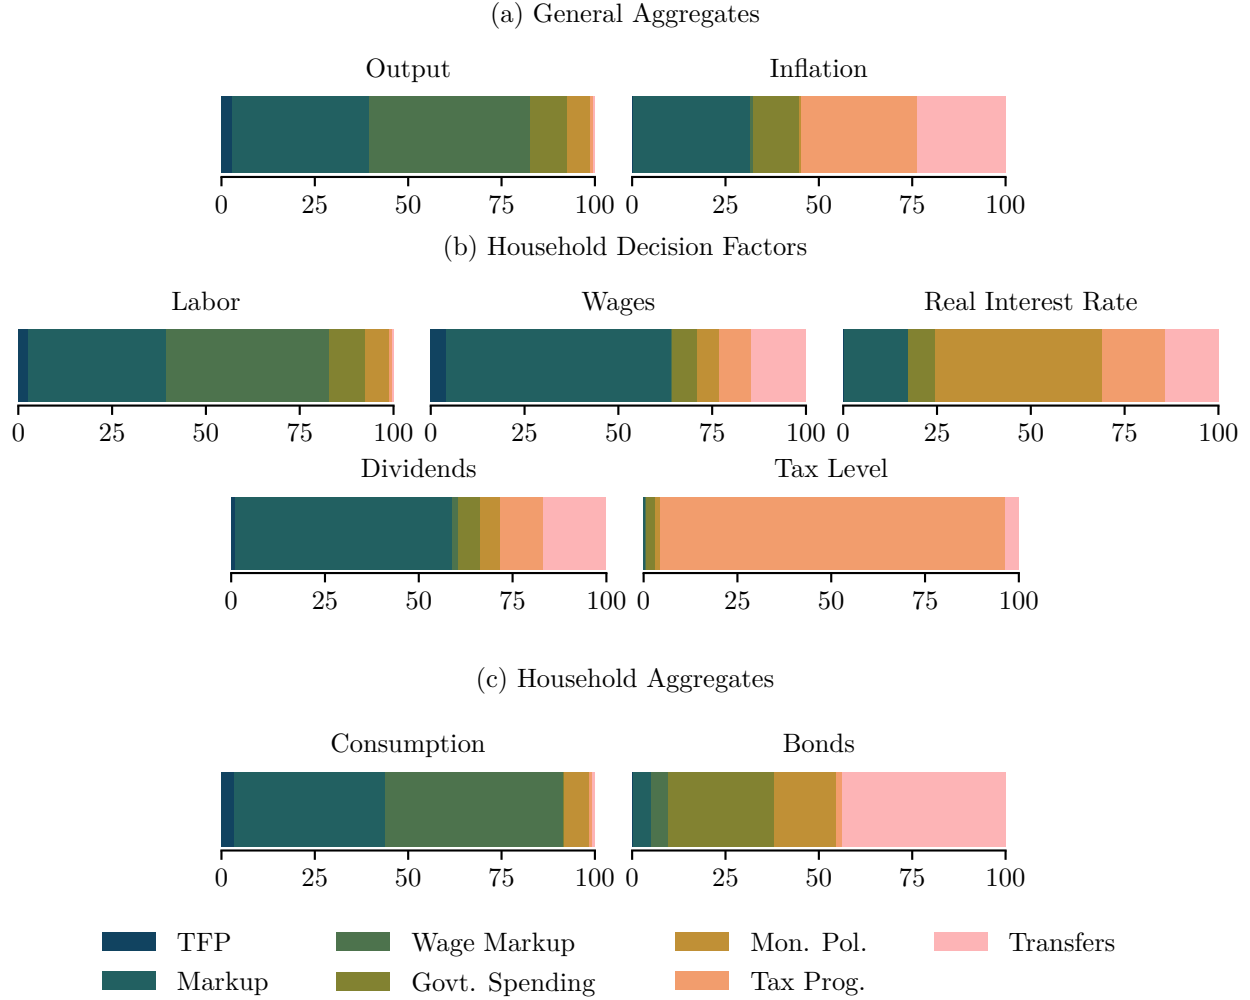 (a) General Aggregates
Output Inflation
0 25 50 75 100 0 25 50 75 100
(b) Household Decision Factors
Labor Wages Real Interest Rate
0 25 50 75 100 0 25 50 75 100 0 25 50 75 100
Dividends Tax Level
0 25 50 75 100 0 25 50 75 100
(c) Household Aggregates
Consumption Bonds
0 25 50 75 100 0 25 50 75 100
TFP Wage Markup Mon. Pol. Transfers
Markup Govt. Spending Tax Prog.